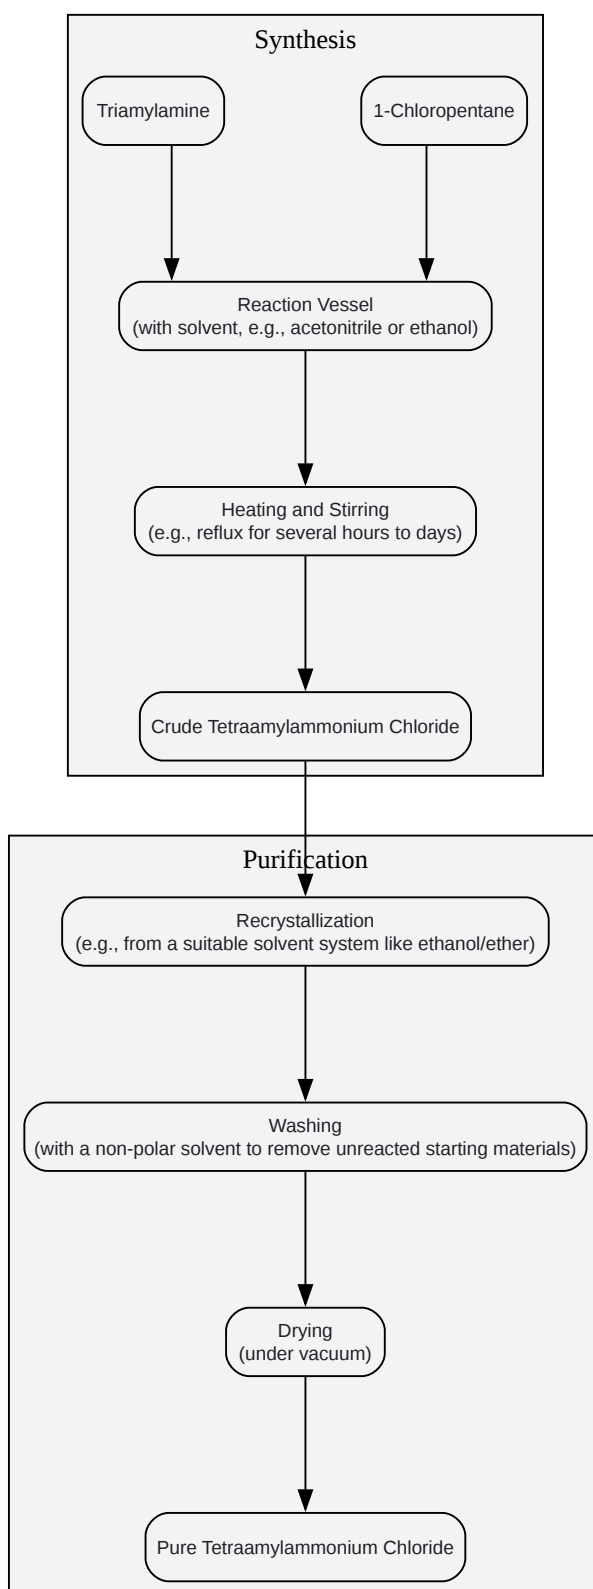 Synthesis
Triamylamine
1-Chloropentane
Reaction Vessel
(with solvent, e.g., acetonitrile or ethanol)
Heating and Stirring
(e.g., reflux for several hours to days)
Crude Tetraamylammonium Chloride
Purification
Recrystallization
(e.g., from a suitable solvent system like ethanol/ether)
Washing
(with a non-polar solvent to remove unreacted starting materials)
Drying
(under vacuum)
Pure Tetraamylammonium Chloride